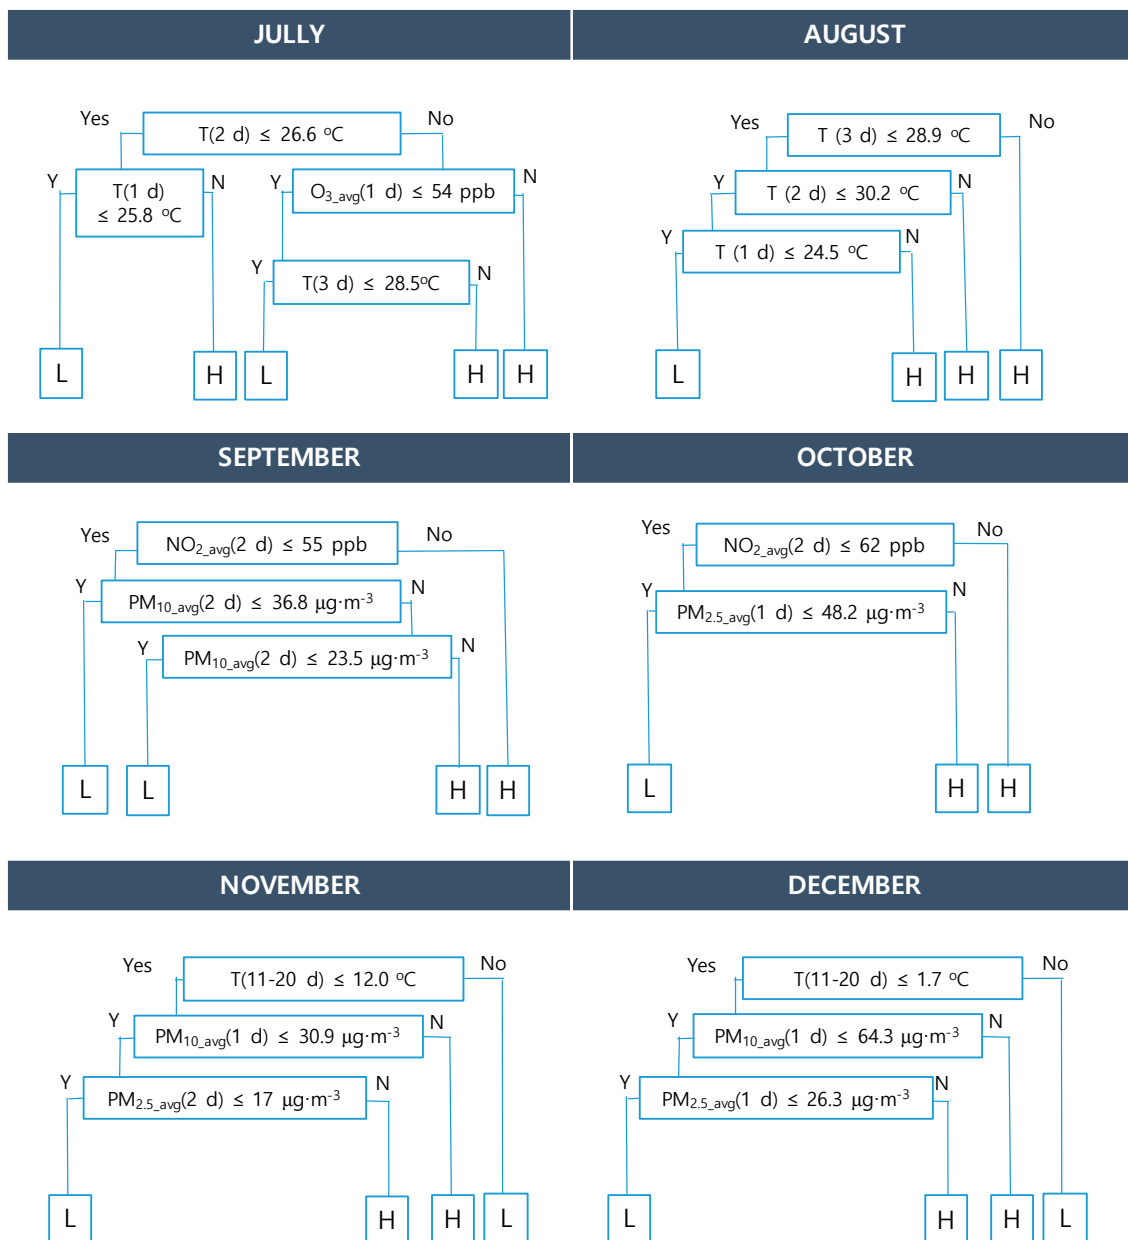 JULLY
Yes
No
T(2 d) ≤ 26.6 ºC
Y
T(1 d)
≤ 25.8 ºC
N
Y
O3_avg(1 d) ≤ 54 ppb
N
Y
T(3 d) ≤ 28.5ºC
N
L
H
L
H
H
AUGUST
Yes
No
T (3 d) ≤ 28.9 ºC
Y
T (2 d) ≤ 30.2 ºC
N
Y
T (1 d) ≤ 24.5 ºC
N
L
H
H
H
SEPTEMBER
Yes
No
NO2_avg(2 d) ≤ 55 ppb
Y
PM10_avg(2 d) ≤ 36.8 μg·m-3
N
Y
PM10_avg(2 d) ≤ 23.5 μg·m-3
N
L
L
H
H
OCTOBER
Yes
No
NO2_avg(2 d) ≤ 62 ppb
Y
PM2.5_avg(1 d) ≤ 48.2 μg·m-3
N
L
H
H
NOVEMBER
Yes
No
T(11-20 d) ≤ 12.0 ºC
Y
PM10_avg(1 d) ≤ 30.9 μg·m-3
N
Y
PM2.5_avg(2 d) ≤ 17 μg·m-3
N
L
H
H
L
DECEMBER
Yes
No
T(11-20 d) ≤ 1.7 ºC
Y
PM10_avg(1 d) ≤ 64.3 μg·m-3
N
Y
PM2.5_avg(1 d) ≤ 26.3 μg·m-3
N
L
H
H
L